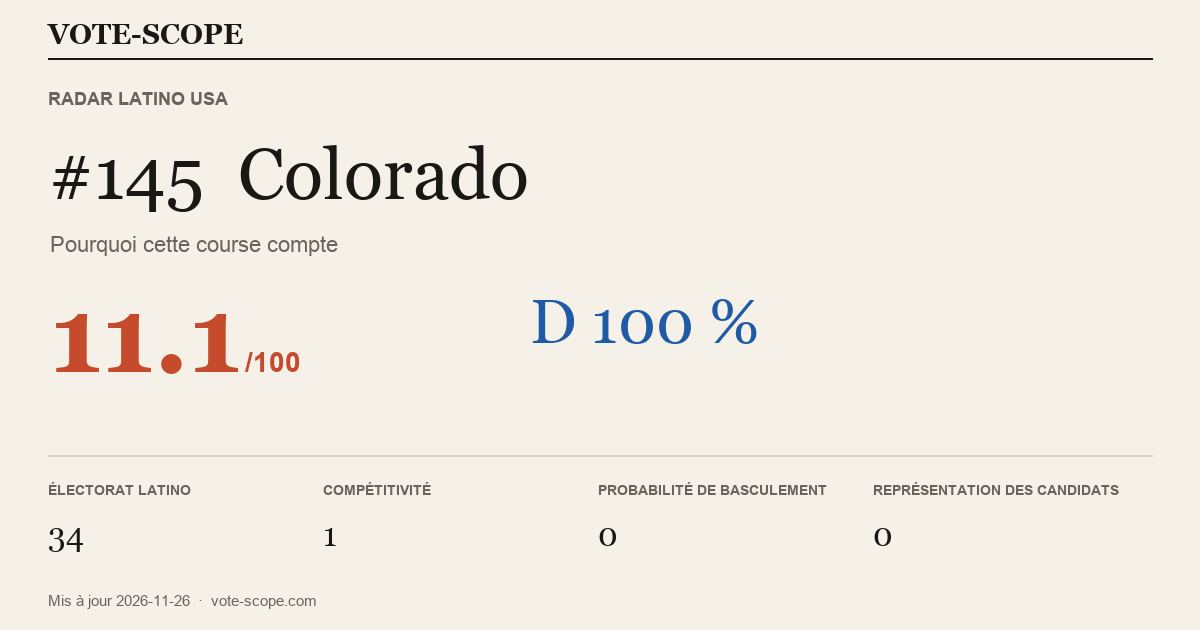 VOTE-SCOPE
RADAR LATINO USA
#145 Colorado
Pourquoi cette course compte
11.1/100
D 100 %
ÉLECTORAT LATINO
COMPÉTITIVITÉ
PROBABILITÉ DE BASCULEMENT
REPRÉSENTATION DES CANDIDATS
34
1
0
0
Mis à jour 2026-11-26 · vote-scope.com